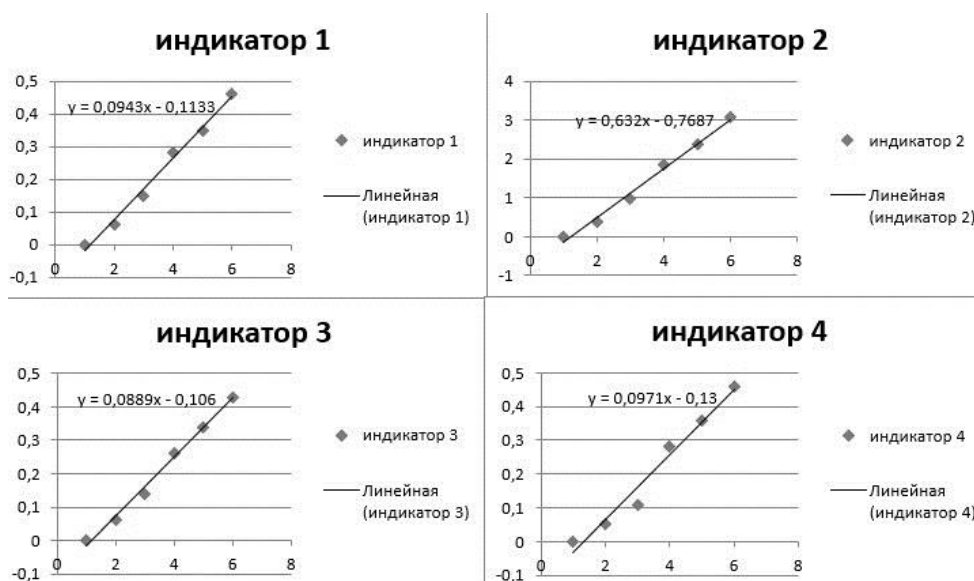 индикатор 1
0,5
0,4
0,3
0,2
0,1
0
-0,1
0 2 4 6 8
y = 0,0943x - 0,1133
индикатор 1
Линейная
(индикатор 1)
индикатор 2
4
3
2
1
0
-1
0 2 4 6 8
y = 0,632x - 0,7687
индикатор 2
Линейная
(индикатор 2)
индикатор 3
0,5
0,4
0,3
0,2
0,1
0
-0,1
0 2 4 6 8
y = 0,0889x - 0,106
индикатор 3
Линейная
(индикатор 3)
индикатор 4
0,5
0,4
0,3
0,2
0,1
0
-0,1
0 2 4 6 8
y = 0,0971x - 0,13
индикатор 4
Линейная
(индикатор 4)